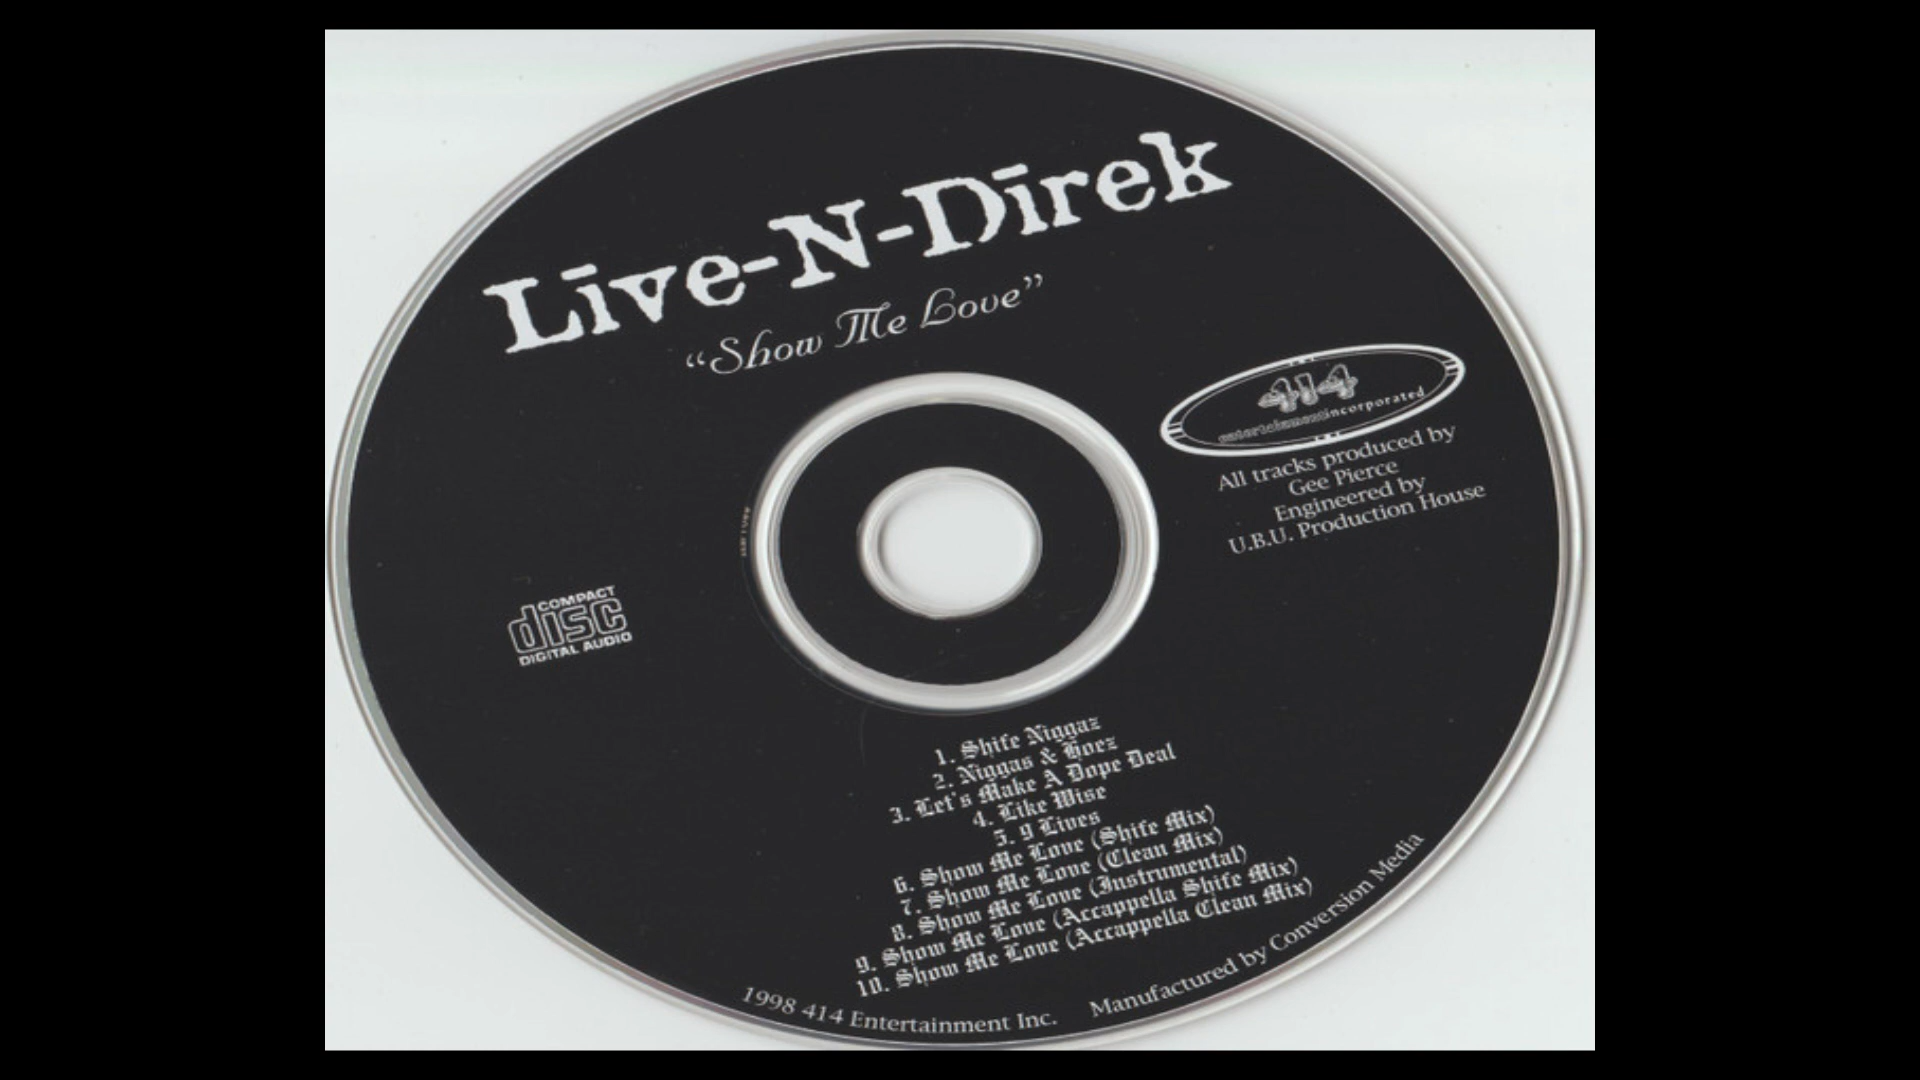 Live-N-Direk
“Show Me Love”
414
entertainmentincorporated
All tracks produced by
Gee Pierce
Engineered by
U.B.U. Production House
COMPACT
disc
DIGITAL AUDIO
1. Shife Niggaz
2. Niggas & Hoez
3. Let's Make A Dope Deal
4. Like Wise
5. 9 Lives
6. Show Me Love (Shife Mix)
7. Show Me Love (Clean Mix)
8. Show Me Love (Instrumental)
9. Show Me Love (Accappella Shife Mix)
10. Show Me Love (Accappella Clean Mix)
1998 414 Entertainment Inc. Manufactured by Conversion Media